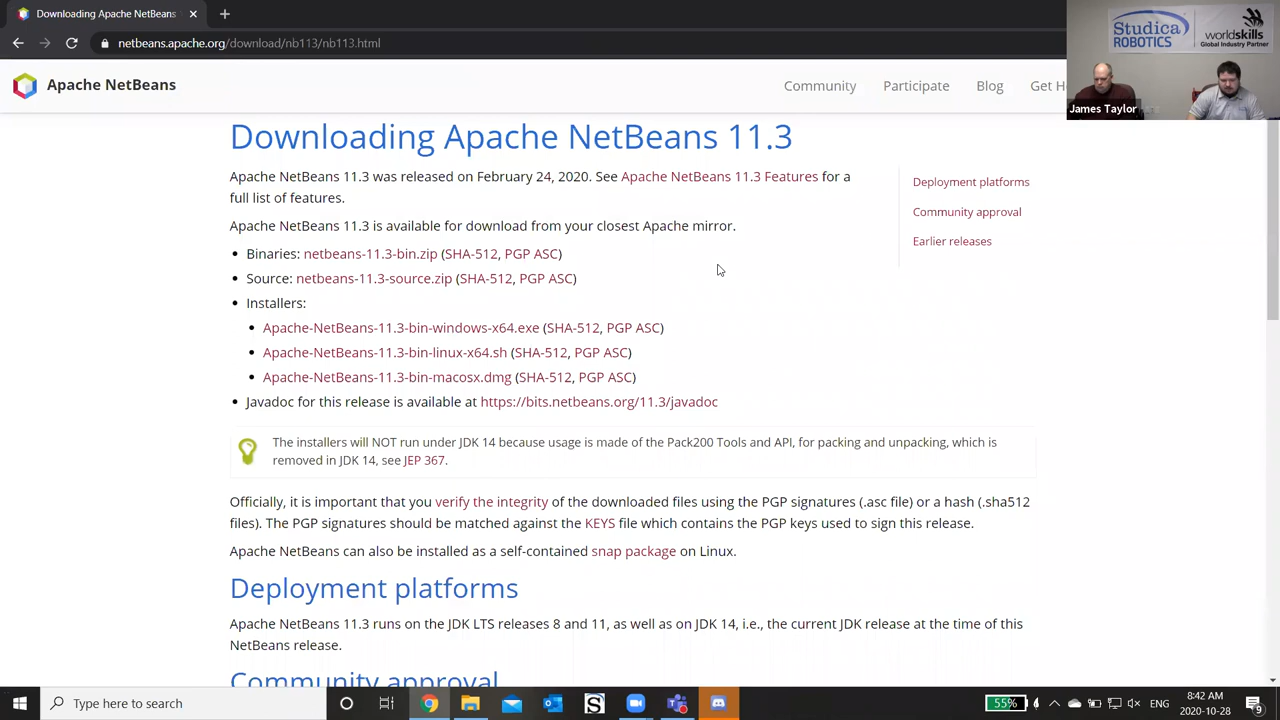 Downloading Apache NetBeans
netbeans.apache.org/download/nb113/nb113.html
Studica
ROBOTICS
worldskills
Global Industry Partner
James Taylor
Apache NetBeans
Community
Participate
Blog
Get H
Downloading Apache NetBeans 11.3
Apache NetBeans 11.3 was released on February 24, 2020. See Apache NetBeans 11.3 Features for a
full list of features.
Apache NetBeans 11.3 is available for download from your closest Apache mirror.
• Binaries: netbeans-11.3-bin.zip (SHA-512, PGP ASC)
• Source: netbeans-11.3-source.zip (SHA-512, PGP ASC)
• Installers:
• Apache-NetBeans-11.3-bin-windows-x64.exe (SHA-512, PGP ASC)
• Apache-NetBeans-11.3-bin-linux-x64.sh (SHA-512, PGP ASC)
• Apache-NetBeans-11.3-bin-macosx.dmg (SHA-512, PGP ASC)
• Javadoc for this release is available at https://bits.netbeans.org/11.3/javadoc
Deployment platforms
Community approval
Earlier releases
The installers will NOT run under JDK 14 because usage is made of the Pack200 Tools and API, for packing and unpacking, which is
removed in JDK 14, see JEP 367.
Officially, it is important that you verify the integrity of the downloaded files using the PGP signatures (.asc file) or a hash (.sha512
files). The PGP signatures should be matched against the KEYS file which contains the PGP keys used to sign this release.
Apache NetBeans can also be installed as a self-contained snap package on Linux.
Deployment platforms
Apache NetBeans 11.3 runs on the JDK LTS releases 8 and 11, as well as on JDK 14, i.e., the current JDK release at the time of this
NetBeans release.
Community approval
Type here to search
55%
ENG
8:42 AM
2020-10-28
9